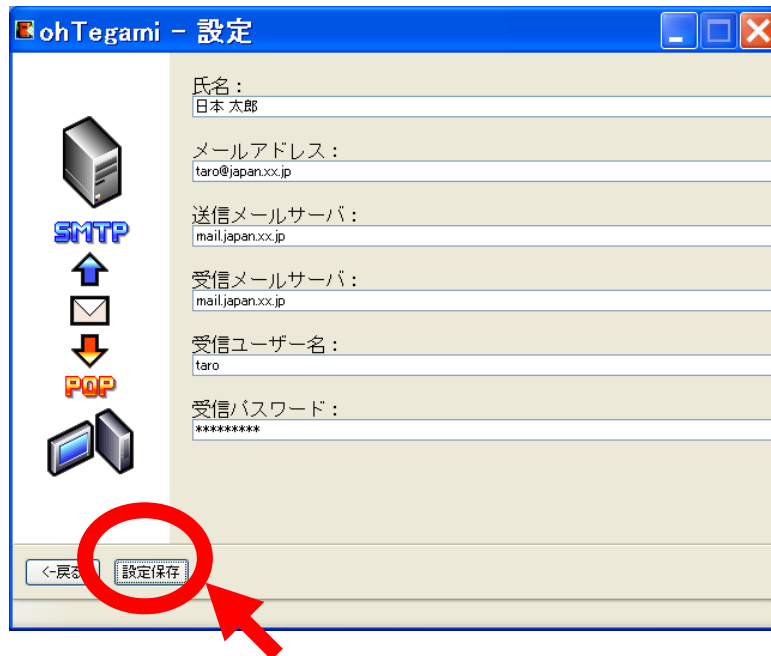 ohTegami - 設定
氏名：
日本 太郎
メールアドレス：
taro@japan.xx.jp
送信メールサーバ：
mail.japan.xx.jp
受信メールサーバ：
mail.japan.xx.jp
受信ユーザー名：
taro
受信パスワード：
*********
SMTP
POP
<-戻る 設定保存